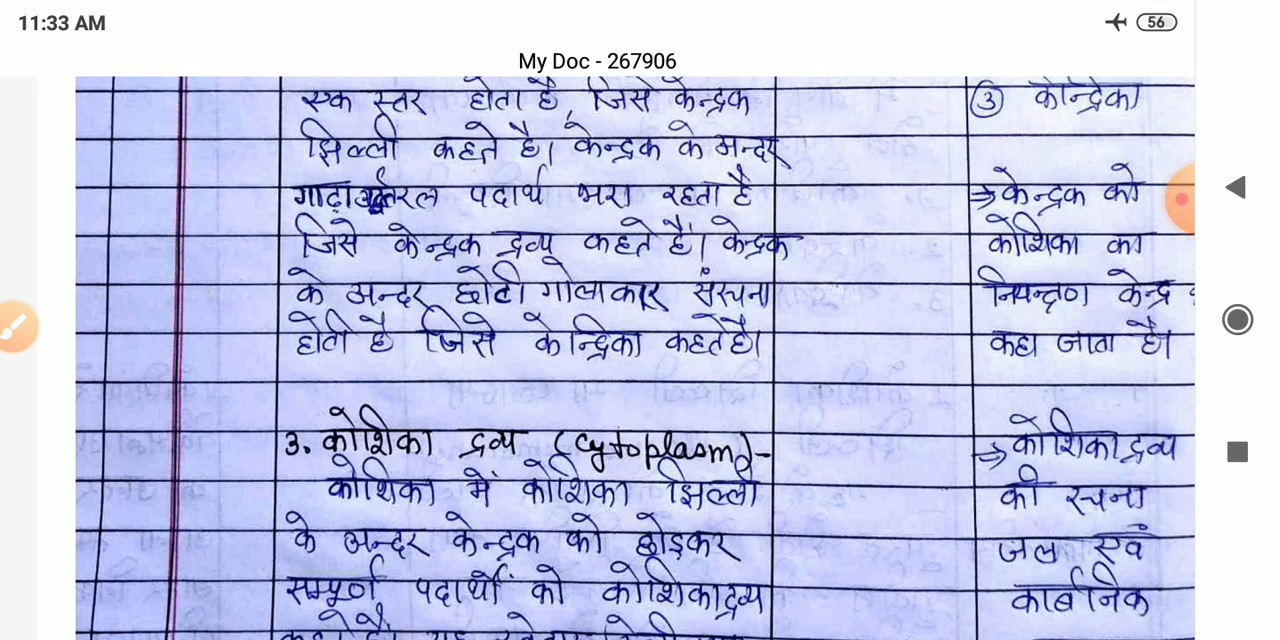 11:33 AM
56
My Doc - 267906
एक स्तर होता है, जिसे केन्द्रक
झिल्ली कहते है। केन्द्रक के अन्दर
गाढ़ा तरल पदार्थ भरा रहता है
जिसे केन्द्रक द्रव्य कहते है। केन्द्रक
के अन्दर छोटी गोलाकार संरचना
होती है जिसे केन्द्रिका कहते है।
3. कोशिका द्रव्य (cytoplasm)-
कोशिका में कोशिका झिल्ली
के अन्दर केन्द्रक को छोड़कर
सम्पूर्ण पदार्थो को कोशिकाद्रव्य
③ केन्द्रिका
→ केन्द्रक को
कोशिका का
नियन्त्रण केन्द्र
कहा जाता है।
→ कोशिकाद्रव्य
की रचना
जल एवं
कार्बनिक